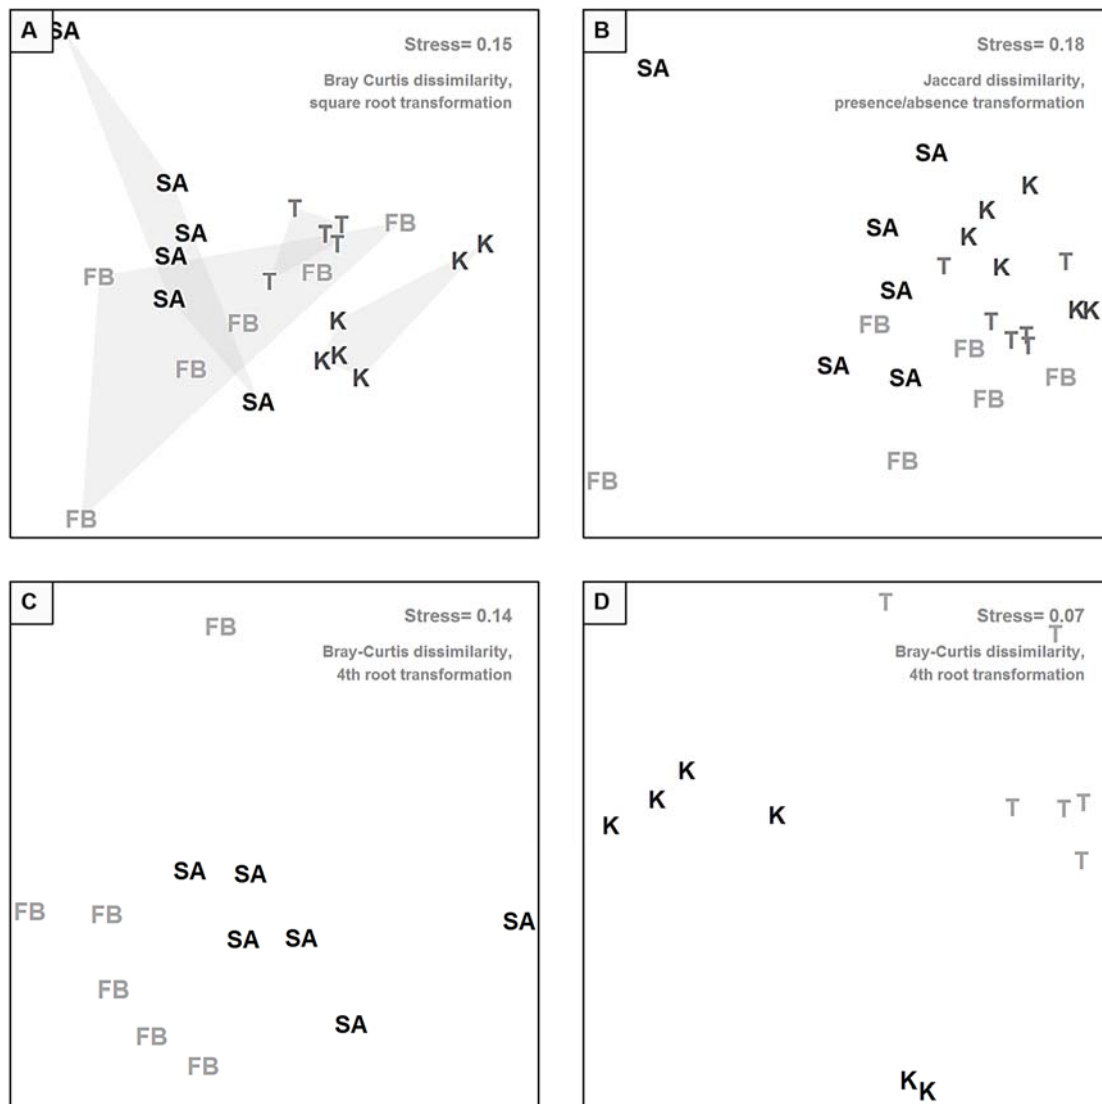 A
SA
Stress= 0.15
Bray Curtis dissimilarity,
square root transformation
SA
T
T
FB
SA
T
T
K
SA
K
FB
T
FB
SA
FB
K
K
K
FB
K
SA
FB
B
Stress= 0.18
SA
Jaccard dissimilarity,
presence/absence transformation
SA
K
K
SA
K
T
K
T
SA
K
K
FB
T
T
T
T
FB
SA
SA
FB
FB
FB
FB
C
Stress= 0.14
FB
Bray-Curtis dissimilarity,
4th root transformation
SA
SA
FB
FB
SA
SA
SA
FB
SA
FB
FB
D
T
Stress= 0.07
T
Bray-Curtis dissimilarity,
4th root transformation
K
K
K
K
T
T
T
T
K
K